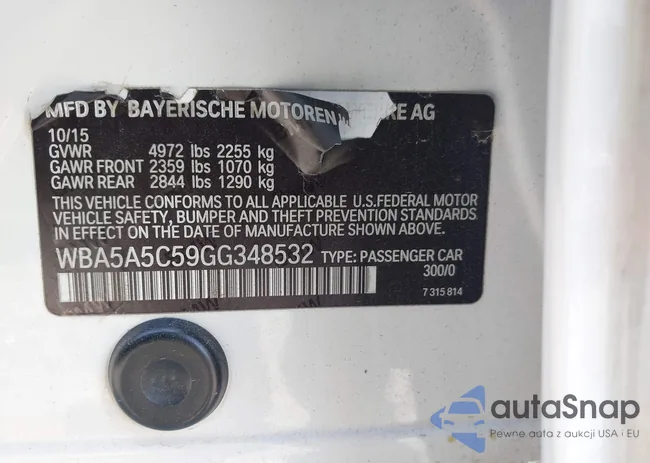 MFD BY BAYERISCHE MOTOREN RE AG
10/15
GVWR 4972 lbs 2255 kg
GAWR FRONT 2359 lbs 1070 kg
GAWR REAR 2844 lbs 1290 kg
THIS VEHICLE CONFORMS TO ALL APPLICABLE U.S.FEDERAL MOTOR
VEHICLE SAFETY, BUMPER AND THEFT PREVENTION STANDARDS
IN EFFECT ON THE DATE OF MANUFACTURE SHOWN ABOVE.
WBA5A5C59GG348532 TYPE: PASSENGER CAR
300/0
7 315 814
autaSnap
Pewne auta z aukcji USA i EU